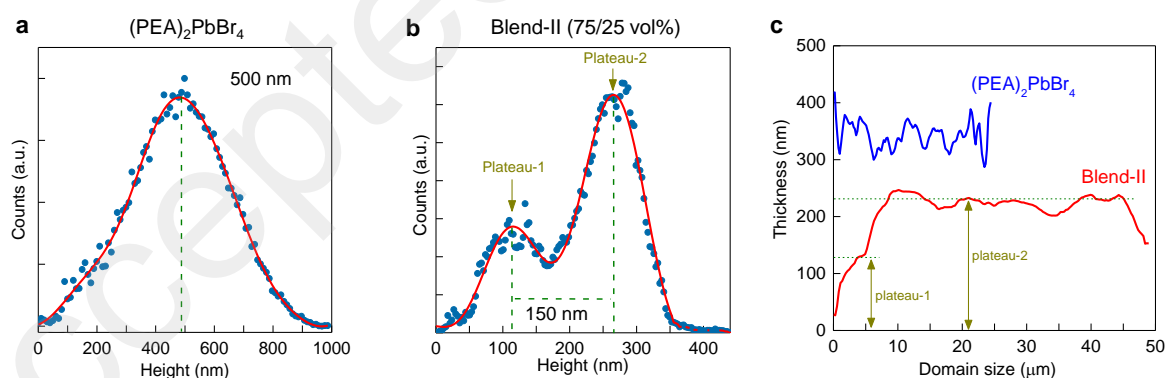 a
(PEA)₂PbBr₄
500 nm
Counts (a.u.)
0 200 400 600 800 1000
Height (nm)
b
Blend-II (75/25 vol%)
Plateau-2
Plateau-1
150 nm
Counts (a.u.)
0 100 200 300 400
Height (nm)
c
500
400
300
200
100
0
Thickness (nm)
(PEA)₂PbBr₄
Blend-II
plateau-2
plateau-1
0 10 20 30 40 50
Domain size (μm)
ccepte